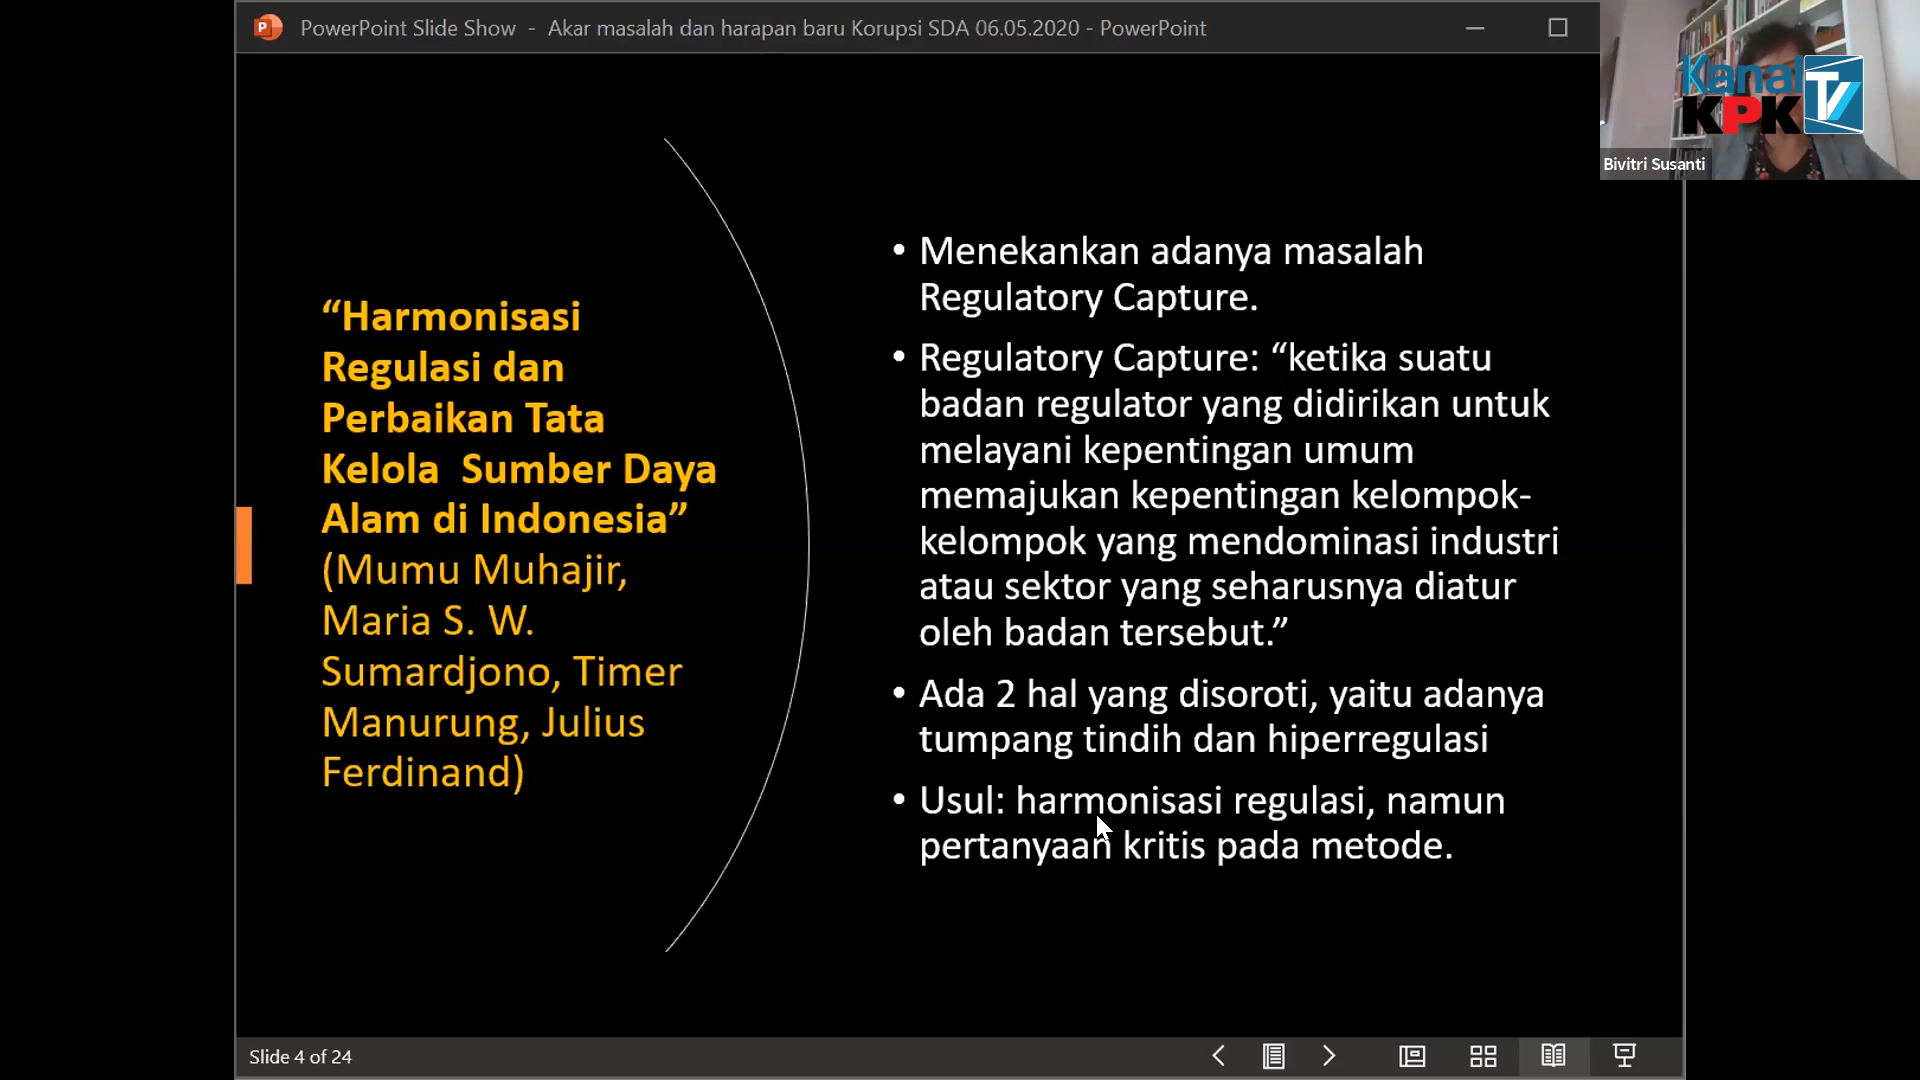 PowerPoint Slide Show - Akar masalah dan harapan baru Korupsi SDA 06.05.2020 - PowerPoint
Kanal
KPK TV
Bivitri Susanti
“Harmonisasi
Regulasi dan
Perbaikan Tata
Kelola Sumber Daya
Alam di Indonesia”
(Mumu Muhajir,
Maria S. W.
Sumardjono, Timer
Manurung, Julius
Ferdinand)
• Menekankan adanya masalah
Regulatory Capture.
• Regulatory Capture: “ketika suatu
badan regulator yang didirikan untuk
melayani kepentingan umum
memajukan kepentingan kelompok-
kelompok yang mendominasi industri
atau sektor yang seharusnya diatur
oleh badan tersebut.”
• Ada 2 hal yang disoroti, yaitu adanya
tumpang tindih dan hiperregulasi
• Usul: harmonisasi regulasi, namun
pertanyaan kritis pada metode.
Slide 4 of 24